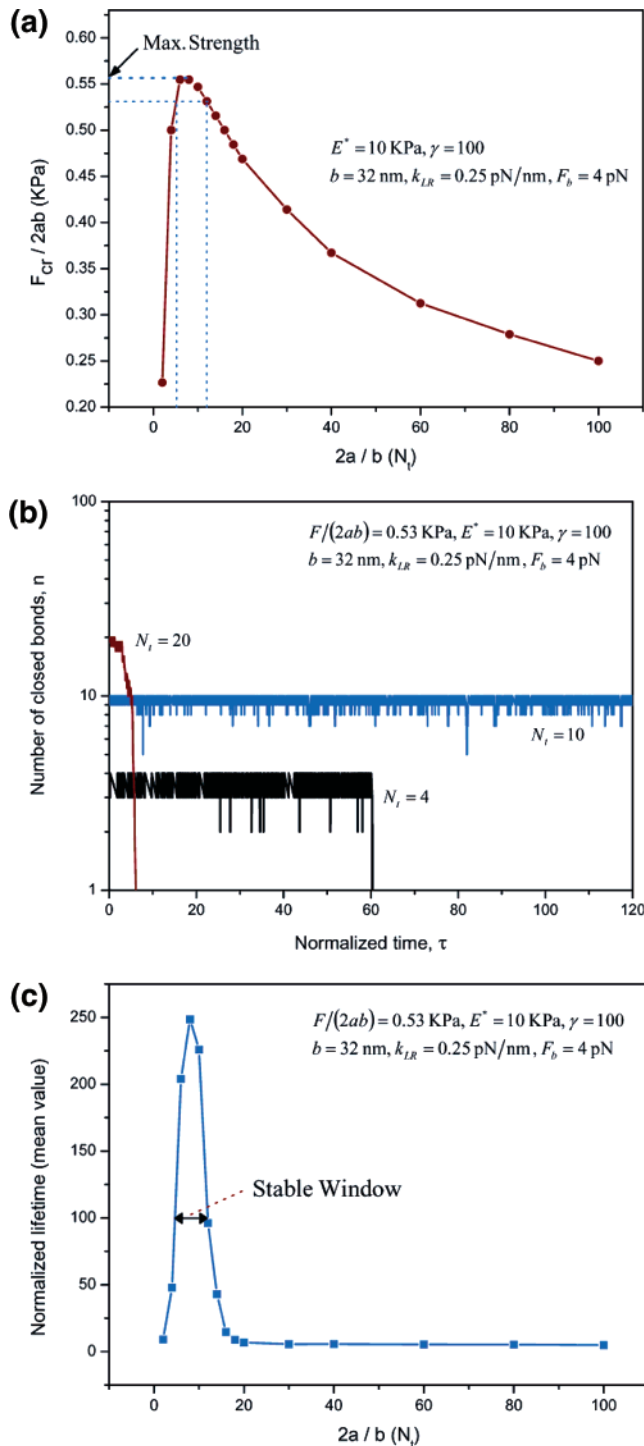 (a)
Max. Strength
0.60
0.55
0.50
0.45
0.40
0.35
0.30
0.25
0.20
F_cr / 2ab (KPa)
E* = 10 KPa, γ = 100
b = 32 nm, k_LR = 0.25 pN/nm, F_b = 4 pN
0 20 40 60 80 100
2a / b (N_t)
(b)
100
10
1
Number of closed bonds, n
F/(2ab) = 0.53 KPa, E* = 10 KPa, γ = 100
b = 32 nm, k_LR = 0.25 pN/nm, F_b = 4 pN
N_t = 20
N_t = 10
N_t = 4
0 20 40 60 80 100 120
Normalized time, τ
(c)
250
200
150
100
50
0
Normalized lifetime (mean value)
F/(2ab) = 0.53 KPa, E* = 10 KPa, γ = 100
b = 32 nm, k_LR = 0.25 pN/nm, F_b = 4 pN
Stable Window
0 20 40 60 80 100
2a / b (N_t)